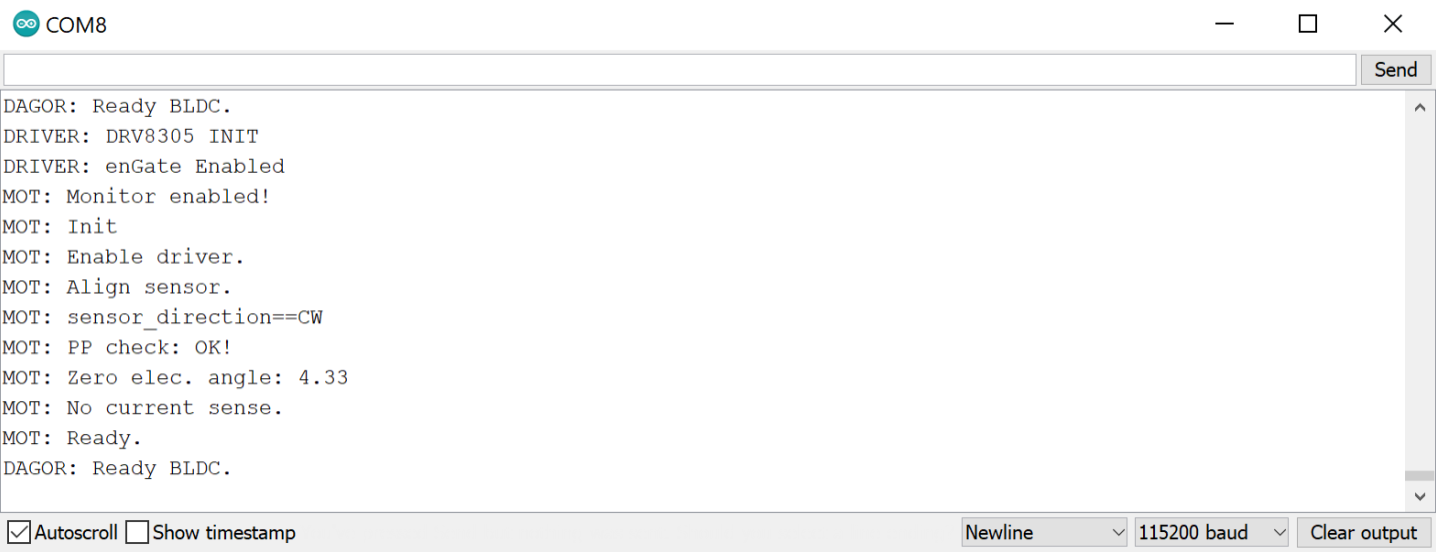 COM8
Send
DAGOR: Ready BLDC.
DRIVER: DRV8305 INIT
DRIVER: enGate Enabled
MOT: Monitor enabled!
MOT: Init
MOT: Enable driver.
MOT: Align sensor.
MOT: sensor_direction==CW
MOT: PP check: OK!
MOT: Zero elec. angle: 4.33
MOT: No current sense.
MOT: Ready.
DAGOR: Ready BLDC.
Autoscroll Show timestamp Newline 115200 baud Clear output